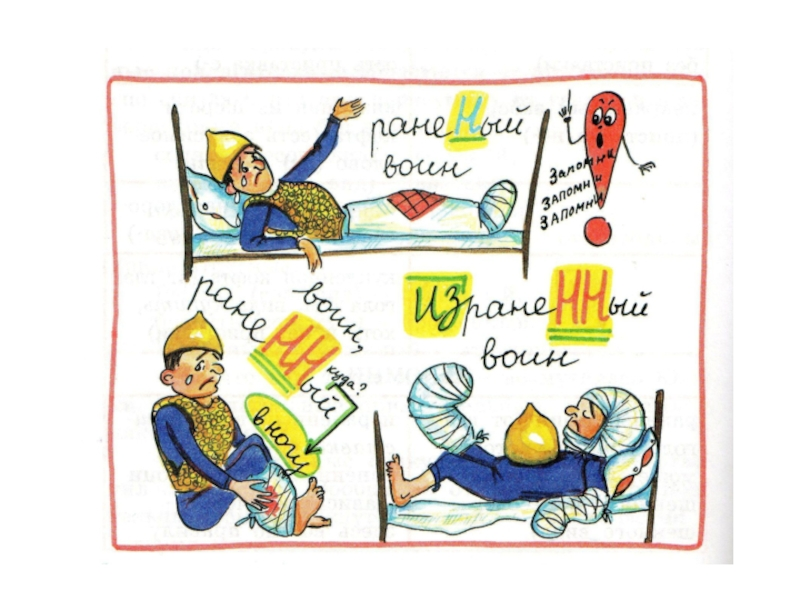 ранеНый
воин
Запомни
ЗАПОМНИ
ЗАПОМНИ
ранеННый
воин,
куда?
в ногу
ИЗранеННый
воин